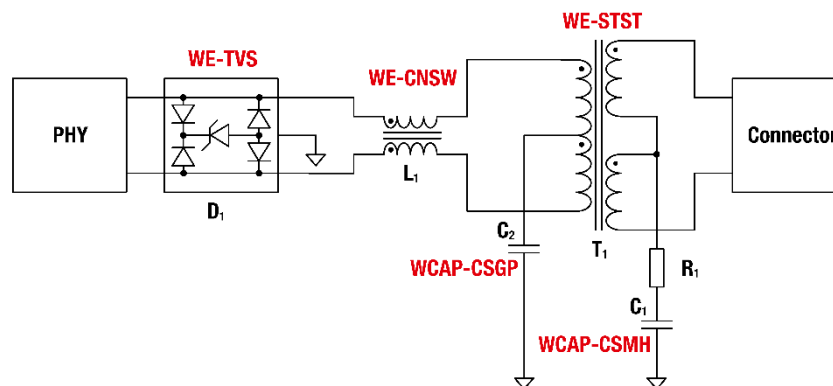 WE-STST
WE-TVS
WE-CNSW
PHY
Connector
L1
D1
C2
T1
WCAP-CSGP
R1
C1
WCAP-CSMH